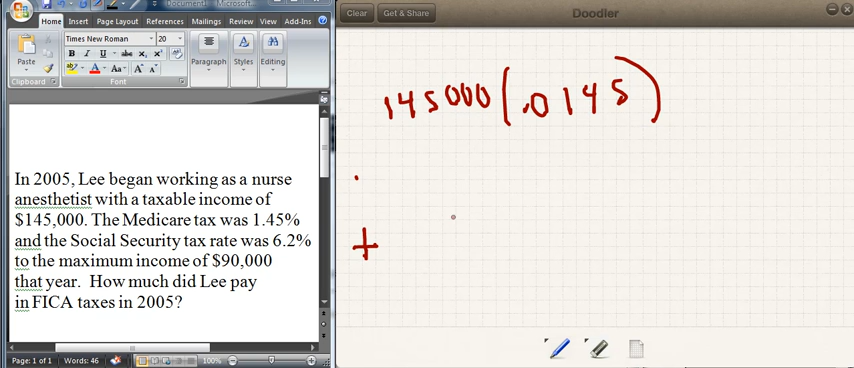 Document1
Subscri
Home Insert Page Layout References Mailings Review View Add-Ins
Times New Roman 20
Paste
Paragraph Styles Editing
Clipboard Font
In 2005, Lee began working as a nurse
anesthetist with a taxable income of
$145,000. The Medicare tax was 1.45%
and the Social Security tax rate was 6.2%
to the maximum income of $90,000
that year. How much did Lee pay
in FICA taxes in 2005?
Page: 1 of 1 Words: 46 100%
Doodler
Undo Get & Share
145000(.0145)
+